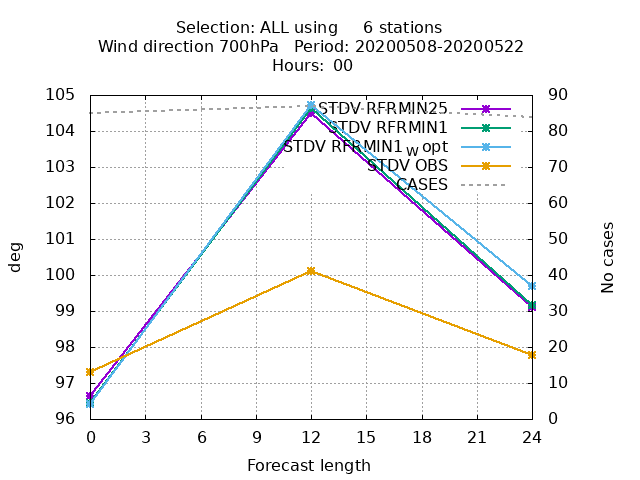 Selection: ALL using     6 stations
Wind direction 700hPa   Period: 20200508-20200522
Hours:  00
105 90
STDV RFRMIN25
104 80
STDV RFRMIN1
STDV RFRMIN1 w opt
103 70
STDV OBS
CASES
102 60
101 50
deg
No cases
100 40
99 30
98 20
97 10
96 0
0 3 6 9 12 15 18 21 24
Forecast length